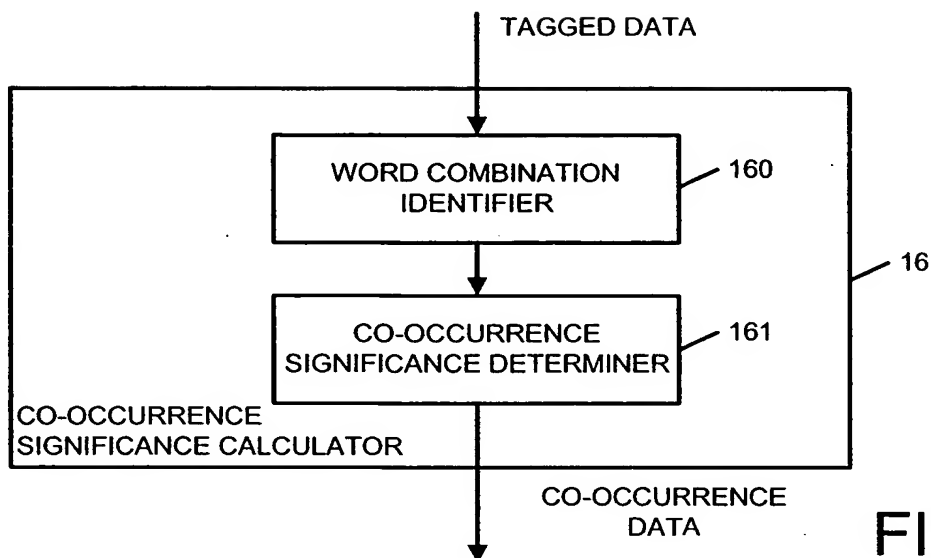 TAGGED DATA
WORD COMBINATION
IDENTIFIER
160
16
CO-OCCURRENCE
SIGNIFICANCE DETERMINER
161
CO-OCCURRENCE
SIGNIFICANCE CALCULATOR
CO-OCCURRENCE
DATA
FI